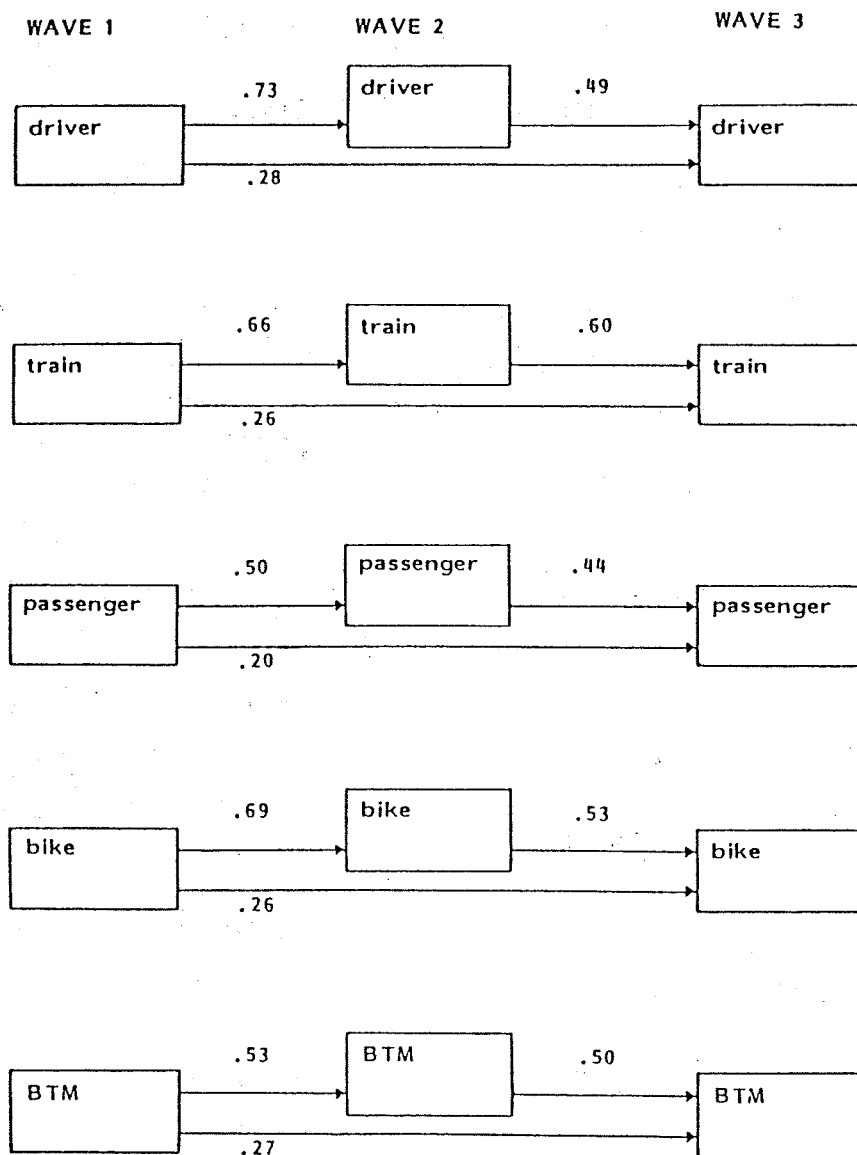 WAVE 1 WAVE 2 WAVE 3
.73 driver .49
driver driver
.28
.66 train .60
train train
.26
.50 passenger .44
passenger passenger
.20
.69 bike .53
bike bike
.26
.53 BTM .50
BTM BTM
.27